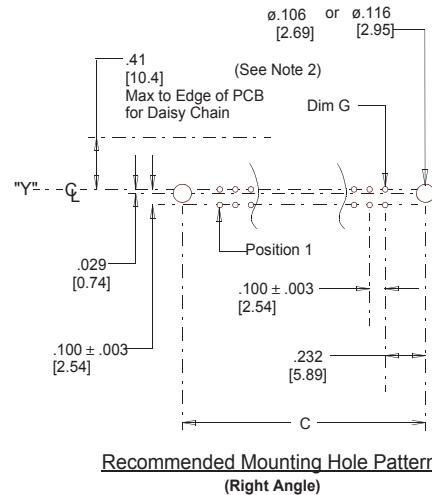 ø.106 or ø.116
[2.69] [2.95]
.41
[10.4]
Max to Edge of PCB
for Daisy Chain
(See Note 2)
Dim G
"Y" CL
Position 1
.029
[0.74]
.100 ± .003
[2.54]
.100 ± .003
[2.54]
.232
[5.89]
C
Recommended Mounting Hole Pattern
(Right Angle)